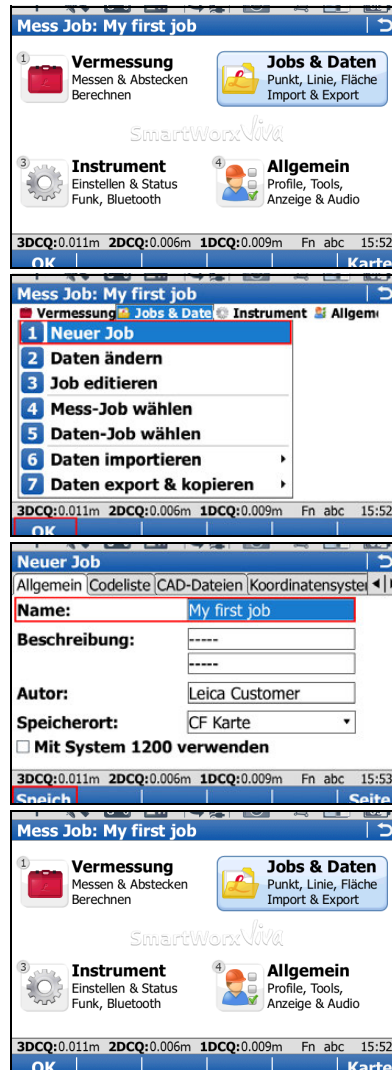 Mess Job: My first job
1 Vermessung
Messen & Abstecken
Berechnen
Jobs & Daten
Punkt, Linie, Fläche
Import & Export
SmartWorx Viva
3 Instrument
Einstellen & Status
Funk, Bluetooth
4 Allgemein
Profile, Tools,
Anzeige & Audio
3DCQ:0.011m 2DCQ:0.006m 1DCQ:0.009m Fn abc 15:52
OK Karte
Mess Job: My first job
Vermessung Jobs & Date Instrument Allgem
1 Neuer Job
2 Daten ändern
3 Job editieren
4 Mess-Job wählen
5 Daten-Job wählen
6 Daten importieren
7 Daten export & kopieren
3DCQ:0.011m 2DCQ:0.006m 1DCQ:0.009m Fn abc 15:52
OK
Neuer Job
Allgemein Codeliste CAD-Dateien Koordinatensyste
Name: My first job
Beschreibung: -----
-----
Autor: Leica Customer
Speicherort: CF Karte
Mit System 1200 verwenden
3DCQ:0.011m 2DCQ:0.006m 1DCQ:0.009m Fn abc 15:53
Speich Seite
Mess Job: My first job
1 Vermessung
Messen & Abstecken
Berechnen
Jobs & Daten
Punkt, Linie, Fläche
Import & Export
SmartWorx Viva
3 Instrument
Einstellen & Status
Funk, Bluetooth
4 Allgemein
Profile, Tools,
Anzeige & Audio
3DCQ:0.011m 2DCQ:0.006m 1DCQ:0.009m Fn abc 15:52
OK Karte